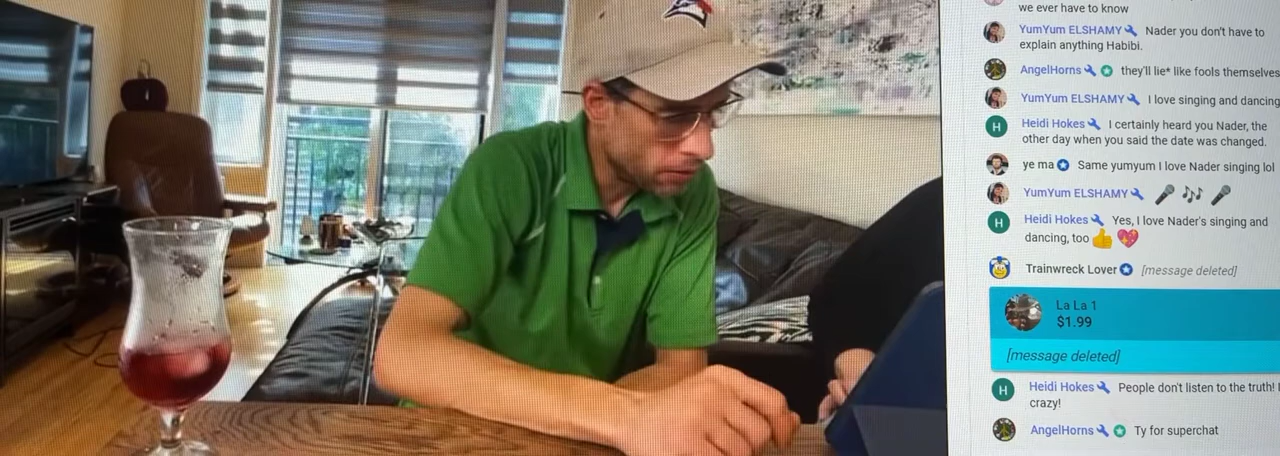 we ever have to know
YumYum ELSHAMY Nader you don't have to
explain anything Habibi.
AngelHorns they'll lie* like fools themselves
YumYum ELSHAMY I love singing and dancing
H Heidi Hokes I certainly heard you Nader, the
other day when you said the date was changed.
ye ma Same yumyum I love Nader singing lol
YumYum ELSHAMY
H Heidi Hokes Yes, I love Nader's singing and
dancing, too
Trainwreck Lover [message deleted]
La La 1
$1.99
[message deleted]
H Heidi Hokes People don't listen to the truth!
crazy!
AngelHorns Ty for superchat